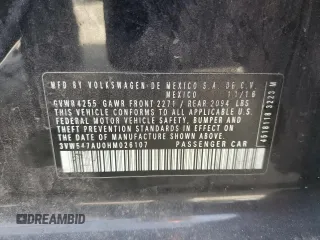 MFD BY VOLKSWAGEN DE MEXICO S.A. DE C.V.
MEXICO 11/16
GVWR 4255 GAWR FRONT 2271 / REAR 2094 LBS
THIS VEHICLE CONFORMS TO ALL APPLICABLE U.S.
FEDERAL MOTOR VEHICLE SAFETY, BUMPER AND
THEFT PREVENTION STANDARDS IN EFFECT ON THE
DATE OF MANUFACTURE SHOWN ABOVE.
3VW547AU0HM026107 PASSENGER CAR
DREAMBID